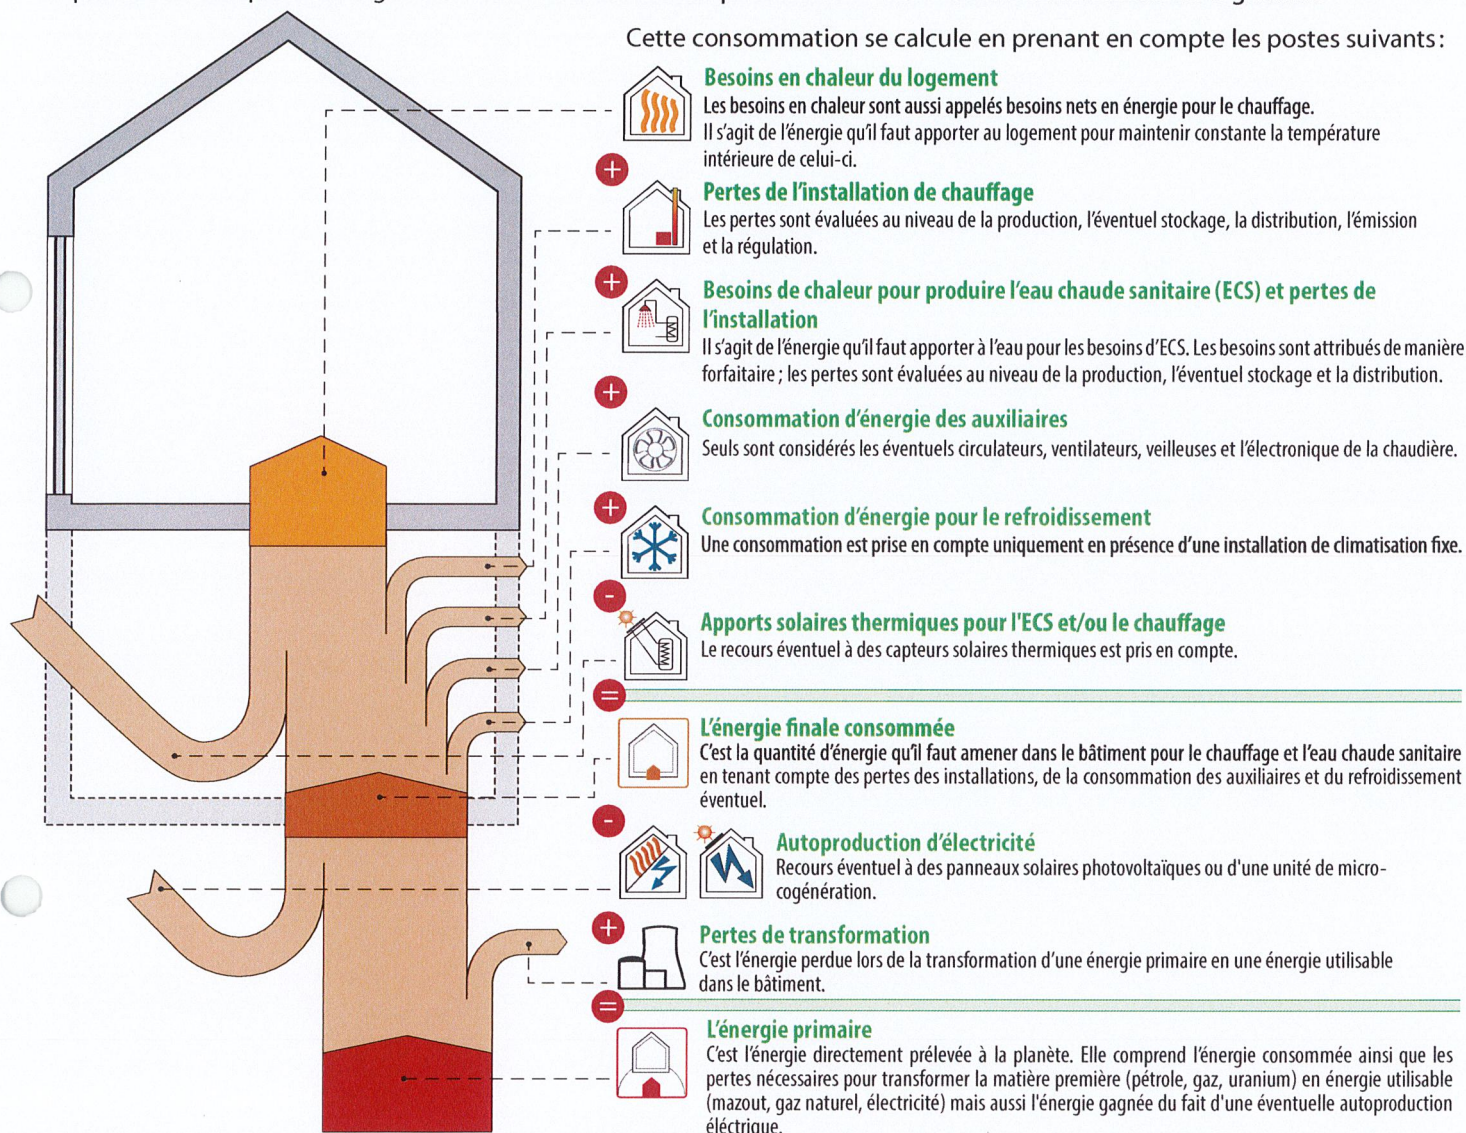 Cette consommation se calcule en prenant en compte les postes suivants :
Besoins en chaleur du logement
Les besoins en chaleur sont aussi appelés besoins nets en énergie pour le chauffage.
Il s'agit de l'énergie qu'il faut apporter au logement pour maintenir constante la température
intérieure de celui-ci.
+
Pertes de l'installation de chauffage
Les pertes sont évaluées au niveau de la production, l'éventuel stockage, la distribution, l'émission
et la régulation.
+
Besoins de chaleur pour produire l'eau chaude sanitaire (ECS) et pertes de
l'installation
Il s'agit de l'énergie qu'il faut apporter à l'eau pour les besoins d'ECS. Les besoins sont attribués de manière
forfaitaire ; les pertes sont évaluées au niveau de la production, l'éventuel stockage et la distribution.
+
Consommation d'énergie des auxiliaires
Seuls sont considérés les éventuels circulateurs, ventilateurs, veilleuses et l'électronique de la chaudière.
+
Consommation d'énergie pour le refroidissement
Une consommation est prise en compte uniquement en présence d'une installation de climatisation fixe.
-
Apports solaires thermiques pour l'ECS et/ou le chauffage
Le recours éventuel à des capteurs solaires thermiques est pris en compte.
=
L'énergie finale consommée
C'est la quantité d'énergie qu'il faut amener dans le bâtiment pour le chauffage et l'eau chaude sanitaire
en tenant compte des pertes des installations, de la consommation des auxiliaires et du refroidissement
éventuel.
-
Autoproduction d'électricité
Recours éventuel à des panneaux solaires photovoltaïques ou d'une unité de micro-
cogénération.
+
Pertes de transformation
C'est l'énergie perdue lors de la transformation d'une énergie primaire en une énergie utilisable
dans le bâtiment.
=
L'énergie primaire
C'est l'énergie directement prélevée à la planète. Elle comprend l'énergie consommée ainsi que les
pertes nécessaires pour transformer la matière première (pétrole, gaz, uranium) en énergie utilisable
(mazout, gaz naturel, électricité) mais aussi l'énergie gagnée du fait d'une éventuelle autoproduction
éléctrique.